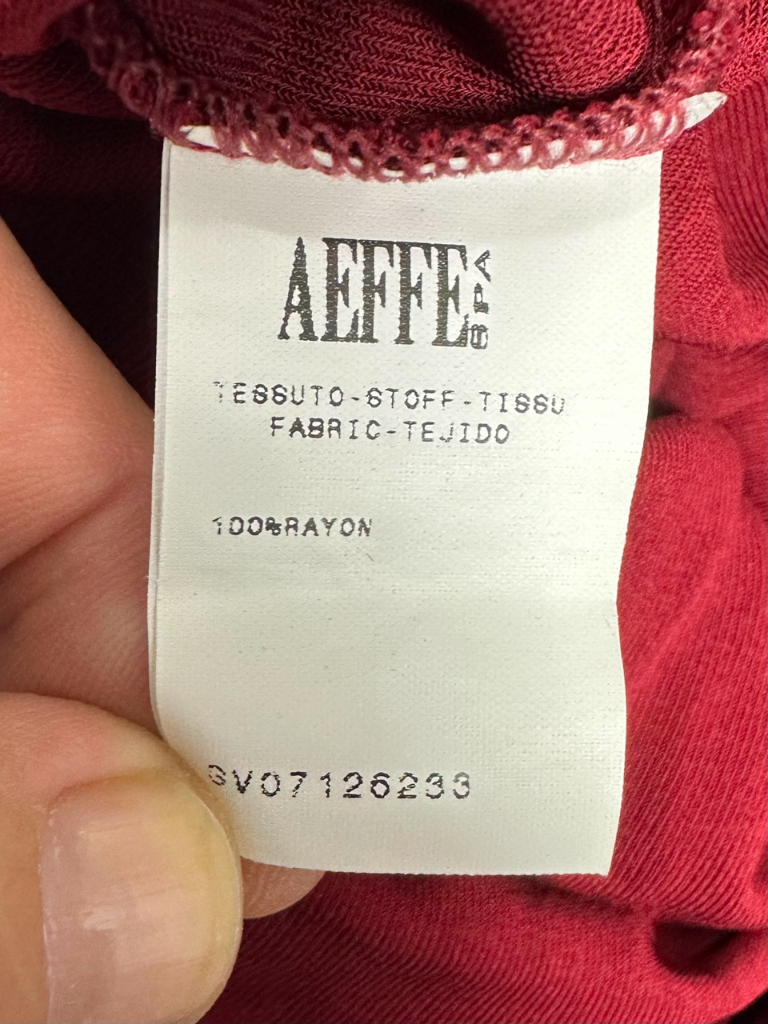 AEFFE SPA
TESSUTO-STOFF-TISSU
FABRIC-TEJIDO
100%RAYON
SV07126233